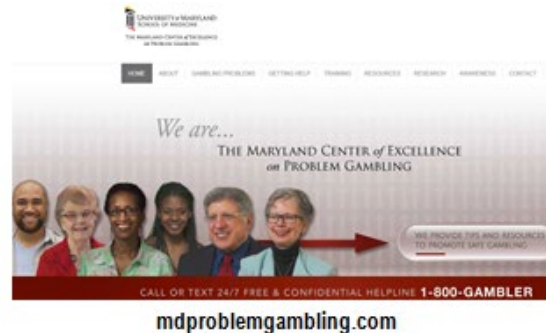 UNIVERSITY of MARYLAND
SCHOOL OF MEDICINE
THE MARYLAND CENTER of EXCELLENCE
on PROBLEM GAMBLING
HOME ABOUT GAMBLING PROBLEMS GETTING HELP TRAINING RESOURCES RESEARCH AWARENESS CONTACT
We are...
THE MARYLAND CENTER of EXCELLENCE
on PROBLEM GAMBLING
WE PROVIDE TIPS AND RESOURCES
TO PROMOTE SAFE GAMBLING
CALL OR TEXT 24/7 FREE & CONFIDENTIAL HELPLINE 1-800-GAMBLER
mdproblemgambling.com